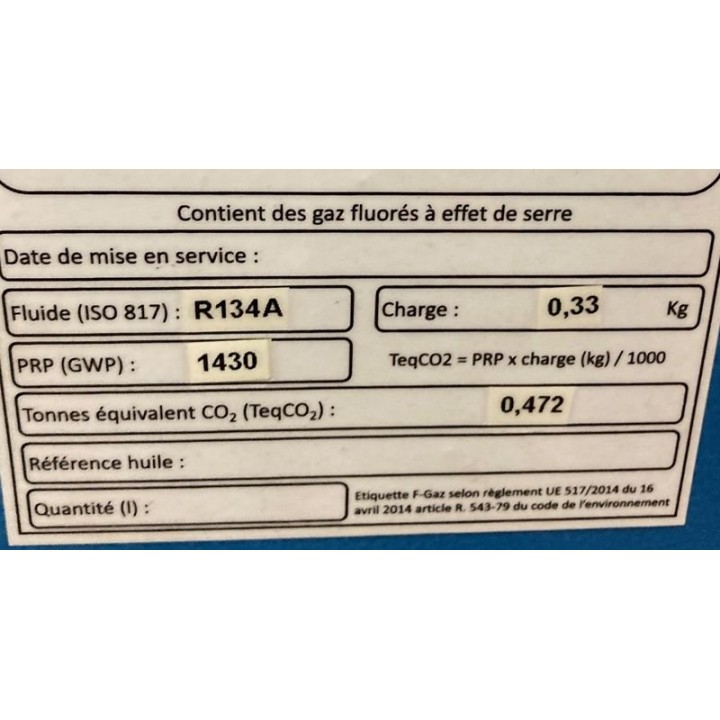 Contient des gaz fluorés à effet de serre
Date de mise en service :
Fluide (ISO 817) : R134A
Charge : 0,33 Kg
PRP (GWP) : 1430
TeqCO2 = PRP x charge (kg) / 1000
Tonnes équivalent CO₂ (TeqCO₂) : 0,472
Référence huile :
Quantité (l) :
Etiquette F-Gaz selon règlement UE 517/2014 du 16
avril 2014 article R. 543-79 du code de l'environnement